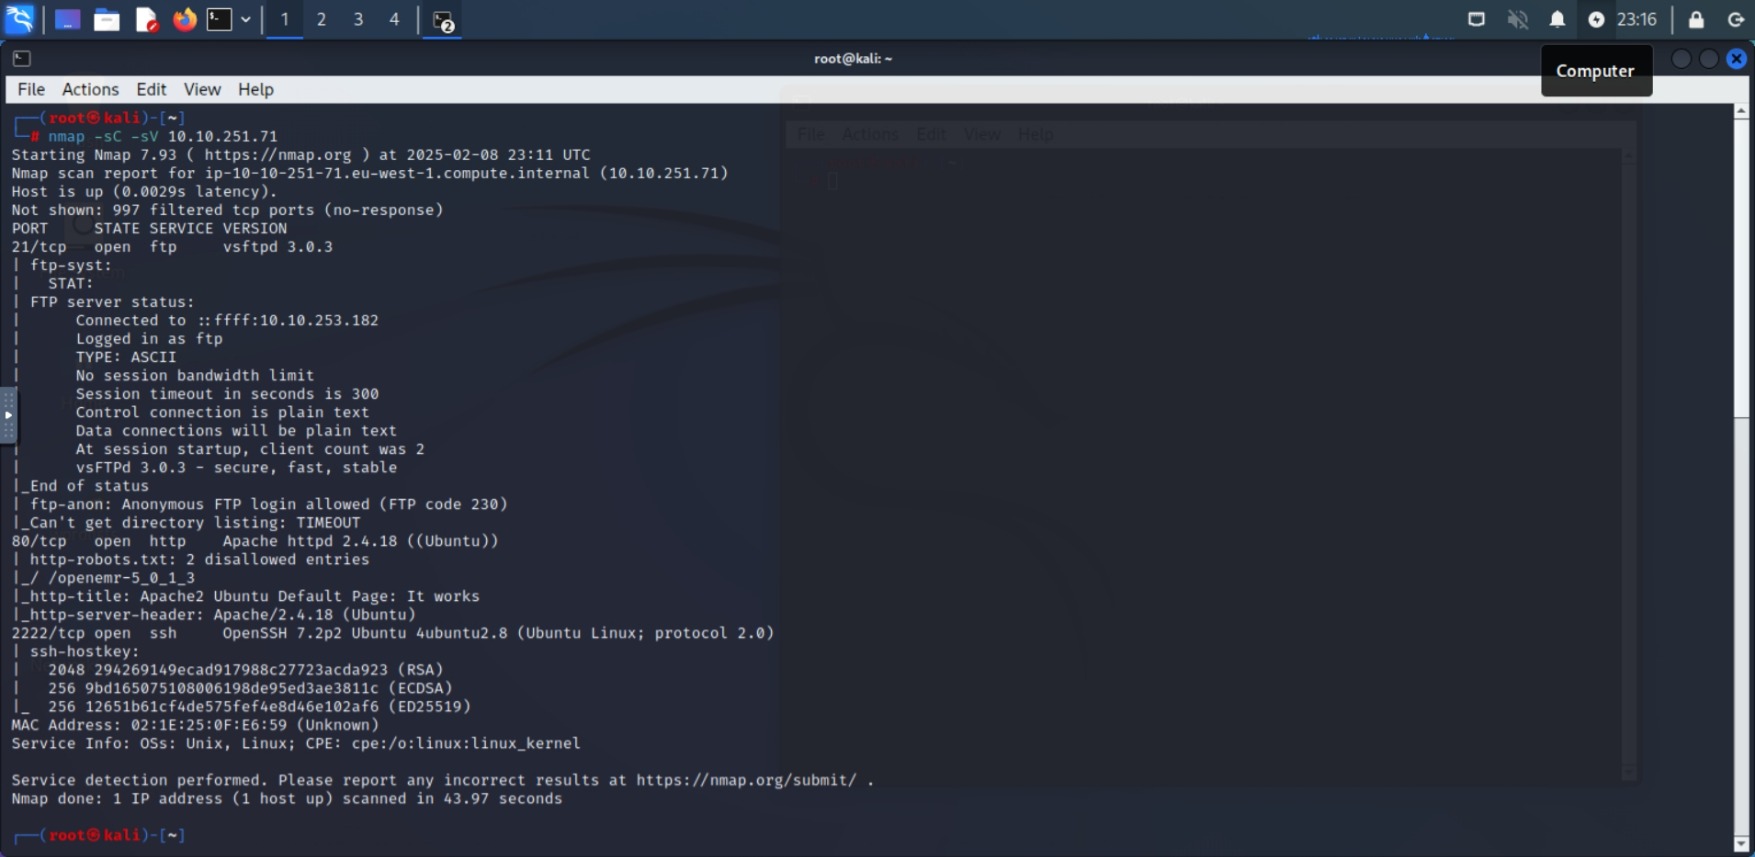 1 2 3 4 2 23:16
root@kali: ~
Computer
File Actions Edit View Help
File Actions Edit View Help
┌──(root㉿kali)-[~]
└─# nmap -sC -sV 10.10.251.71
Starting Nmap 7.93 ( https://nmap.org ) at 2025-02-08 23:11 UTC
Nmap scan report for ip-10-10-251-71.eu-west-1.compute.internal (10.10.251.71)
Host is up (0.0029s latency).
Not shown: 997 filtered tcp ports (no-response)
PORT     STATE SERVICE VERSION
21/tcp   open  ftp     vsftpd 3.0.3
| ftp-syst:
|   STAT:
| FTP server status:
|      Connected to ::ffff:10.10.253.182
|      Logged in as ftp
|      TYPE: ASCII
|      No session bandwidth limit
|      Session timeout in seconds is 300
|      Control connection is plain text
|      Data connections will be plain text
|      At session startup, client count was 2
|      vsFTPd 3.0.3 - secure, fast, stable
|_End of status
| ftp-anon: Anonymous FTP login allowed (FTP code 230)
|_Can't get directory listing: TIMEOUT
80/tcp   open  http    Apache httpd 2.4.18 ((Ubuntu))
| http-robots.txt: 2 disallowed entries
|_/ /openemr-5_0_1_3
|_http-title: Apache2 Ubuntu Default Page: It works
|_http-server-header: Apache/2.4.18 (Ubuntu)
2222/tcp open  ssh     OpenSSH 7.2p2 Ubuntu 4ubuntu2.8 (Ubuntu Linux; protocol 2.0)
| ssh-hostkey:
|   2048 294269149ecad917988c27723acda923 (RSA)
|   256 9bd165075108006198de95ed3ae3811c (ECDSA)
|_  256 12651b61cf4de575fef4e8d46e102af6 (ED25519)
MAC Address: 02:1E:25:0F:E6:59 (Unknown)
Service Info: OSs: Unix, Linux; CPE: cpe:/o:linux:linux_kernel
Service detection performed. Please report any incorrect results at https://nmap.org/submit/ .
Nmap done: 1 IP address (1 host up) scanned in 43.97 seconds
┌──(root㉿kali)-[~]